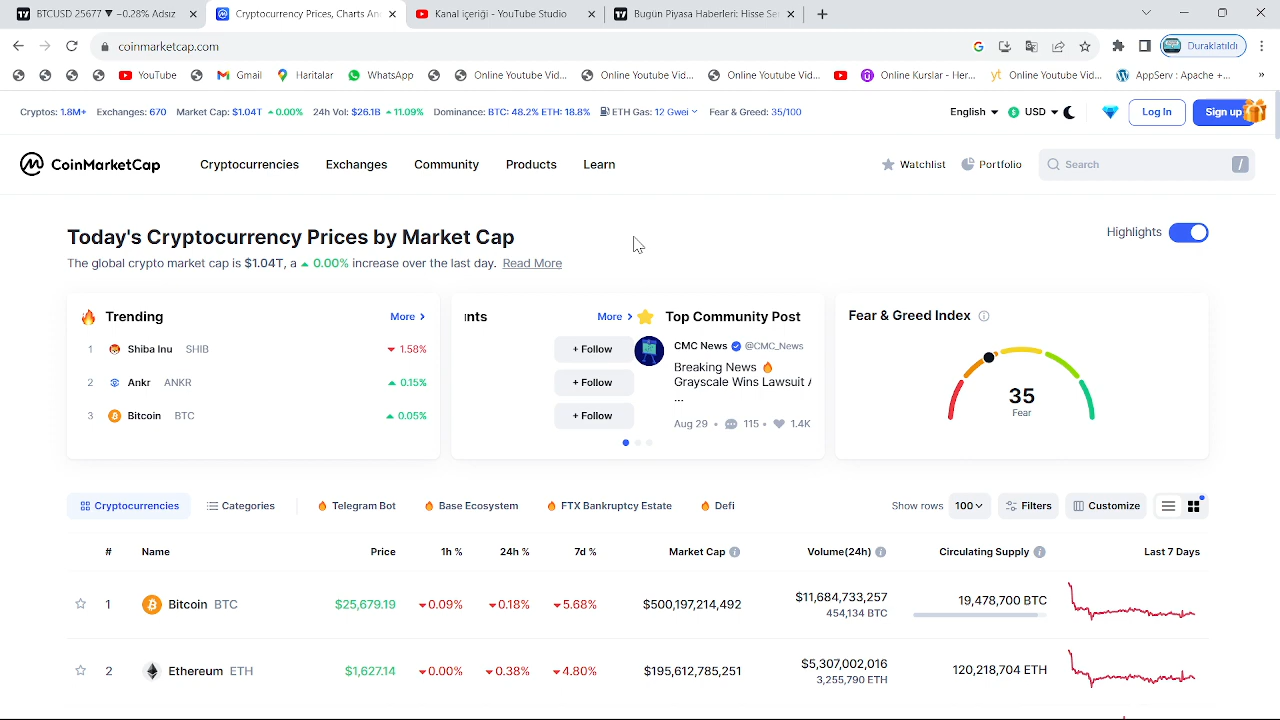 BTCUSD 25677 ▼ −0.28% Adsız
Cryptocurrency Prices, Charts An
Kanal içeriği - YouTube Studio
Bugün Piyasa Haberleri: Hisse Se
coinmarketcap.com
Duraklatıldı
YouTube
Gmail
Haritalar
WhatsApp
Online Youtube Vid...
Online Youtube Vid...
Online Youtube Vid...
Online Kurslar - Her...
Online Youtube Vid...
AppServ : Apache +...
Cryptos: 1.8M+ Exchanges: 670 Market Cap: $1.04T 0.00% 24h Vol: $26.1B 11.09% Dominance: BTC: 48.2% ETH: 18.8% ETH Gas: 12 Gwei Fear & Greed: 35/100
English USD Log In Sign up
CoinMarketCap Cryptocurrencies Exchanges Community Products Learn Watchlist Portfolio Search /
Today's Cryptocurrency Prices by Market Cap
Highlights
The global crypto market cap is $1.04T, a 0.00% increase over the last day. Read More
Trending More
1 Shiba Inu SHIB 1.58%
2 Ankr ANKR 0.15%
3 Bitcoin BTC 0.05%
nts More
+ Follow
+ Follow
+ Follow
Top Community Post
CMC News @CMC_News
Breaking News 🔥
Grayscale Wins Lawsuit
...
Aug 29 • 115 • 1.4K
Fear & Greed Index
35
Fear
Cryptocurrencies Categories Telegram Bot Base Ecosystem FTX Bankruptcy Estate Defi Show rows 100 Filters Customize
# Name Price 1h % 24h % 7d % Market Cap Volume(24h) Circulating Supply Last 7 Days
1 Bitcoin BTC $25,679.19 0.09% 0.18% 5.68% $500,197,214,492 $11,684,733,257 19,478,700 BTC
454,134 BTC
2 Ethereum ETH $1,627.14 0.00% 0.38% 4.80% $195,612,785,251 $5,307,002,016 120,218,704 ETH
3,255,790 ETH